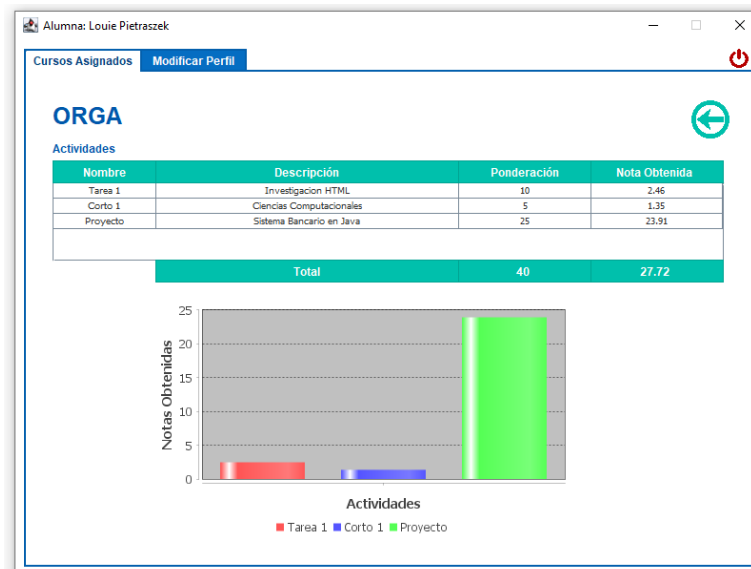 Alumna: Louie Pietraszek
Cursos Asignados Modificar Perfil
ORGA
Actividades
Nombre Descripción Ponderación Nota Obtenida
Tarea 1 Investigacion HTML 10 2.46
Corto 1 Ciencias Computacionales 5 1.35
Proyecto Sistema Bancario en Java 25 23.91
Total 40 27.72
25
20
15
10
5
0
Notas Obtenidas
Actividades
Tarea 1 Corto 1 Proyecto